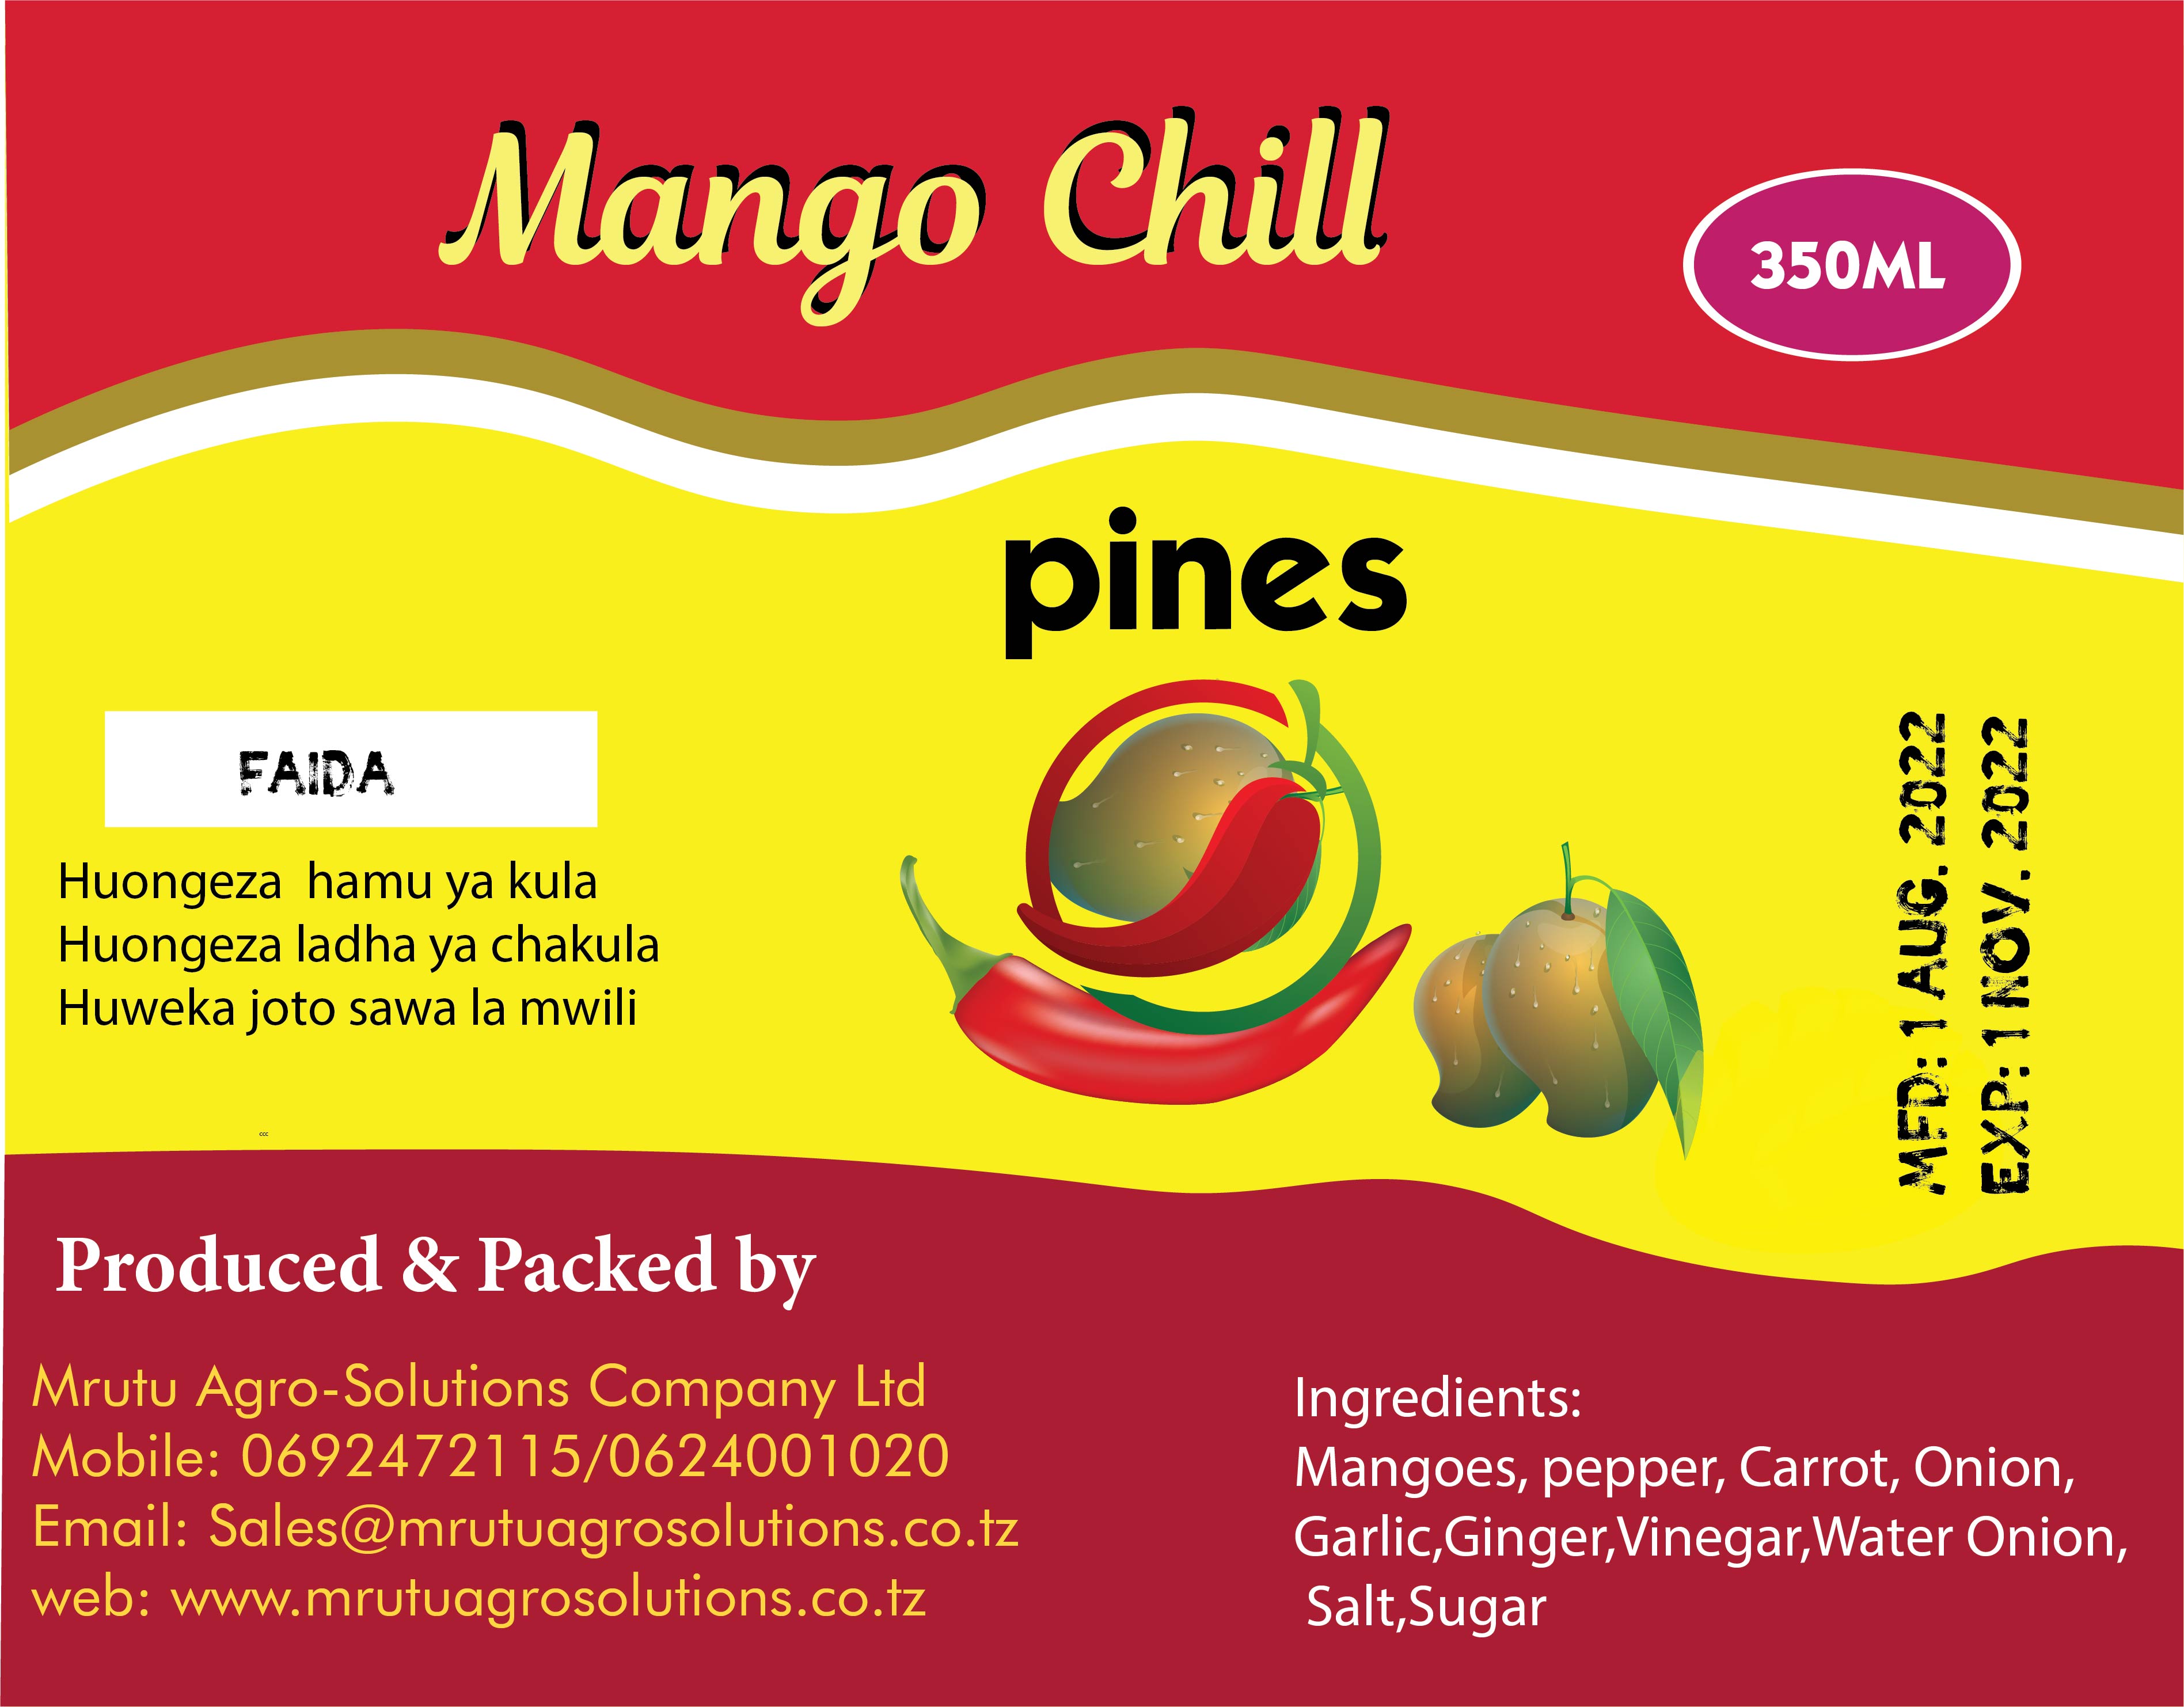 Mango Chill
350ML
pines
FAIDA
Huongeza hamu ya kula
Huongeza ladha ya chakula
Huweka joto sawa la mwili
ccc
MFD: 1 AUG. 2022
EXP: 1 NOV. 2022
Produced & Packed by
Mrutu Agro-Solutions Company Ltd
Mobile: 0692472115/0624001020
Email: Sales@mrutuagrosolutions.co.tz
web: www.mrutuagrosolutions.co.tz
Ingredients:
Mangoes, pepper, Carrot, Onion,
Garlic,Ginger,Vinegar,Water Onion,
Salt,Sugar